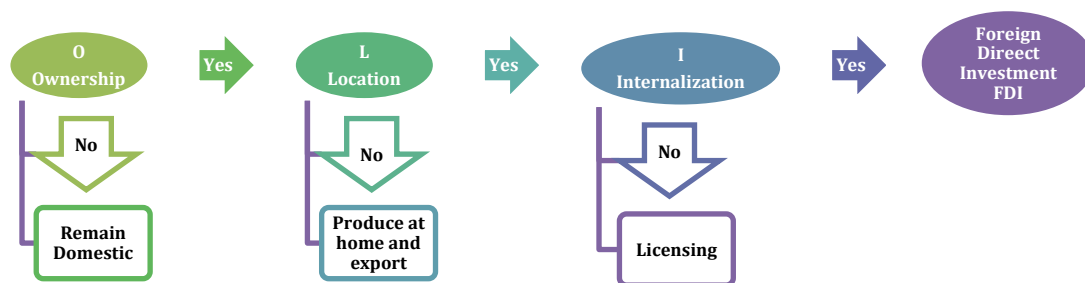 O
Ownership
Yes
L
Location
Yes
I
Internalization
Yes
Foreign
Direect
Investment
FDI
No
No
No
Remain
Domestic
Produce at
home and
export
Licensing